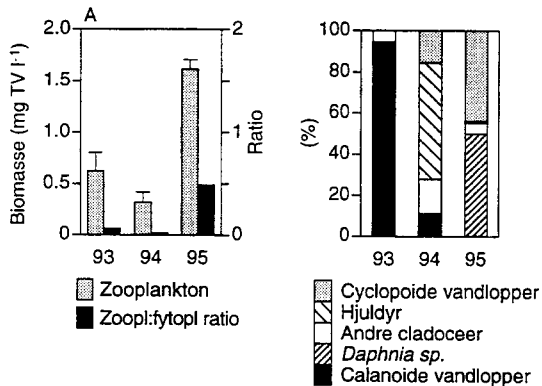 A
Biomasse (mg TV l-1)
2.0
1.5
1.0
0.5
0
2
1
0
Ratio
93 94 95
Zooplankton
Zoopl:fytopl ratio
(%)
100
80
60
40
20
0
93 94 95
Cyclopoide vandlopper
Hjuldyr
Andre cladoceer
Daphnia sp.
Calanoide vandlopper